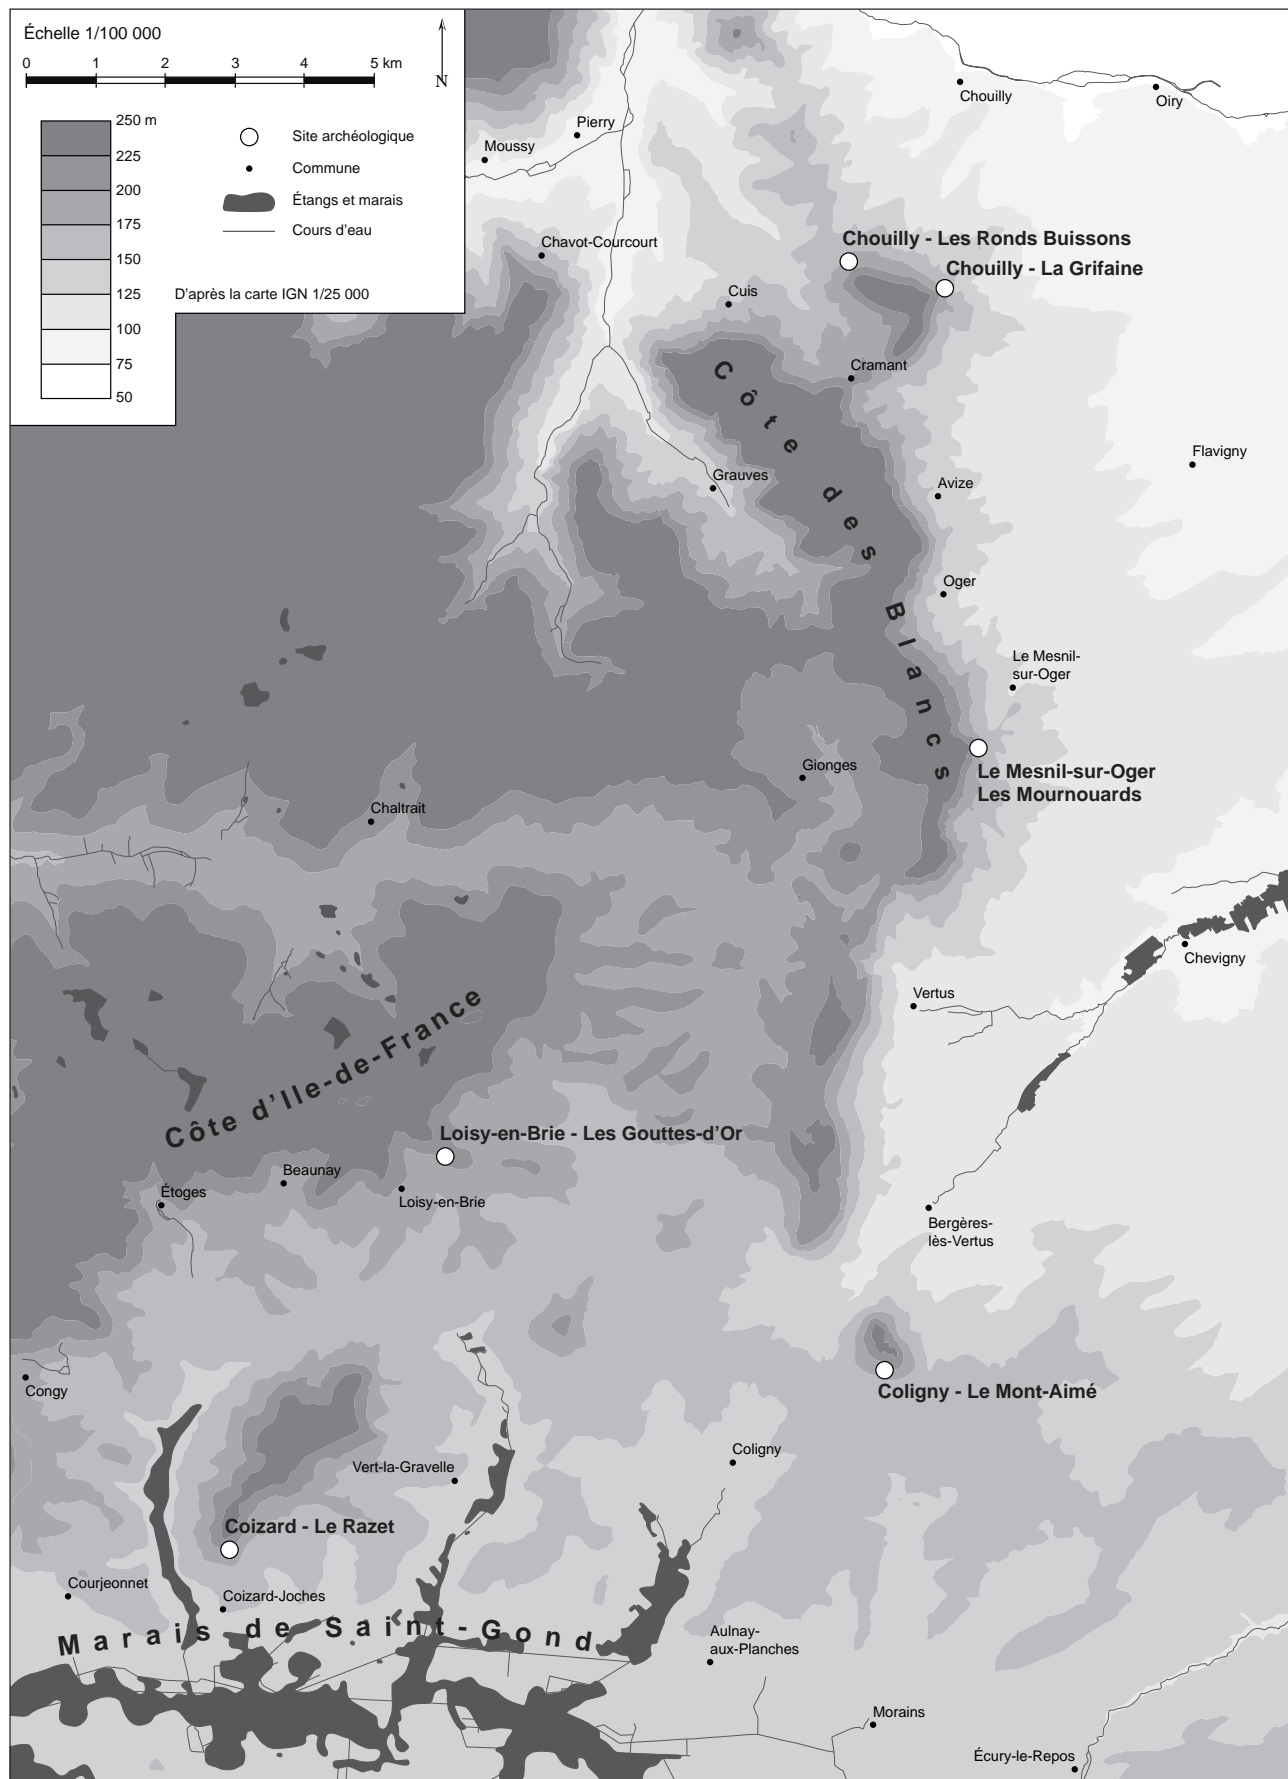 Échelle 1/100 000
0 1 2 3 4 5 km
N
250 m
225
200
175
150
125
100
75
50
Site archéologique
Commune
Étangs et marais
Cours d'eau
D'après la carte IGN 1/25 000
Chouilly
Oiry
Pierry
Moussy
Chavot-Courcourt
Chouilly - Les Ronds Buissons
Chouilly - La Grifaine
Cuis
Cramant
Côte des Blancs
Flavigny
Grauves
Avize
Oger
Le Mesnil-
sur-Oger
Gionges
Le Mesnil-sur-Oger
Les Mournouards
Chaltrait
Chevigny
Vertus
Côte d'Ile-de-France
Loisy-en-Brie - Les Gouttes-d'Or
Beaunay
Étoges
Loisy-en-Brie
Bergères-
lès-Vertus
Congy
Coligny - Le Mont-Aimé
Coligny
Vert-la-Gravelle
Coizard - Le Razet
Courjeonnet
Coizard-Joches
Marais de Saint-Gond
Aulnay-
aux-Planches
Morains
Écury-le-Repos